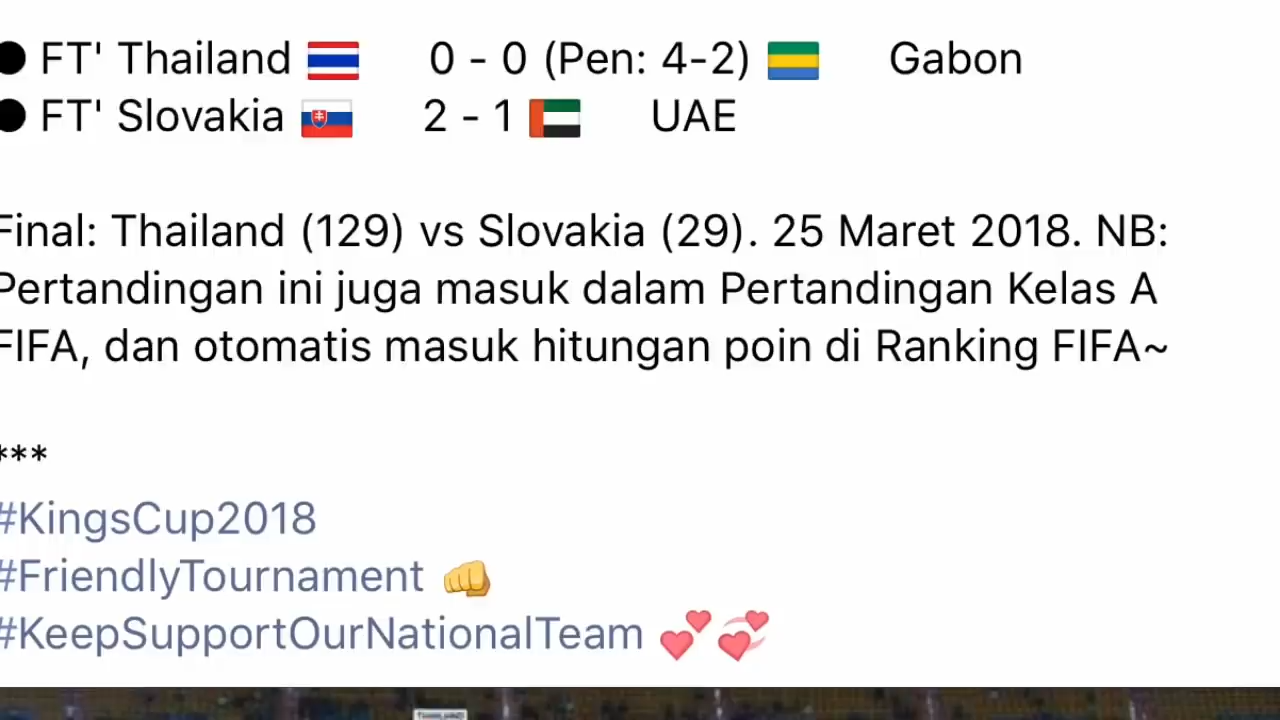 ● FT' Thailand 🇹🇭 0 - 0 (Pen: 4-2) 🇬🇦 Gabon
● FT' Slovakia 🇸🇰 2 - 1 🇦🇪 UAE
Final: Thailand (129) vs Slovakia (29). 25 Maret 2018. NB:
Pertandingan ini juga masuk dalam Pertandingan Kelas A
FIFA, dan otomatis masuk hitungan poin di Ranking FIFA~
***
#KingsCup2018
#FriendlyTournament 👊
#KeepSupportOurNationalTeam 💕💞
THAILAND